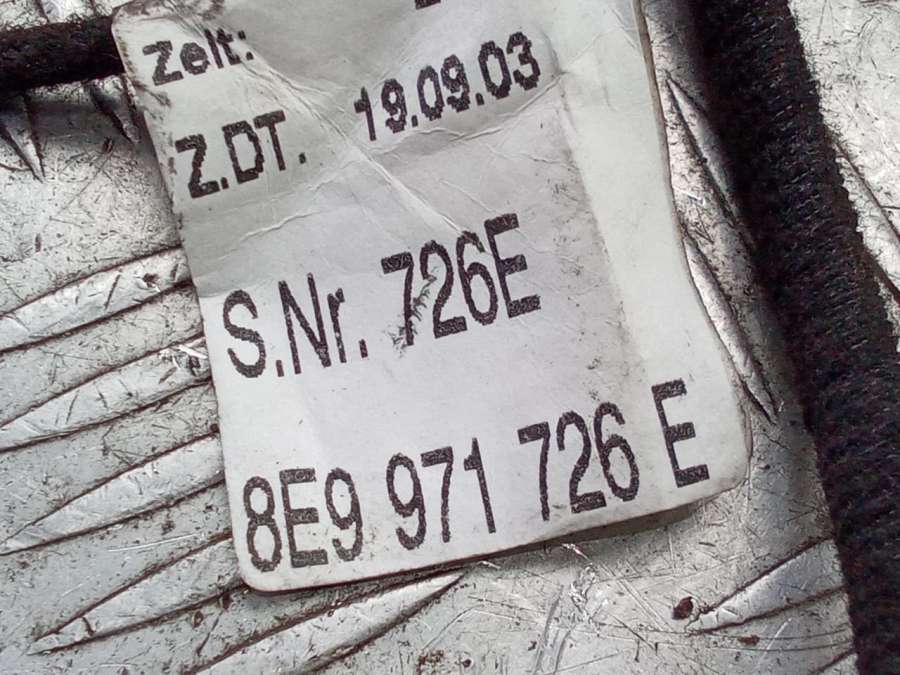 Zeit:
Z.DT. 19.09.03
S.Nr. 726E
8E9 971 726 E